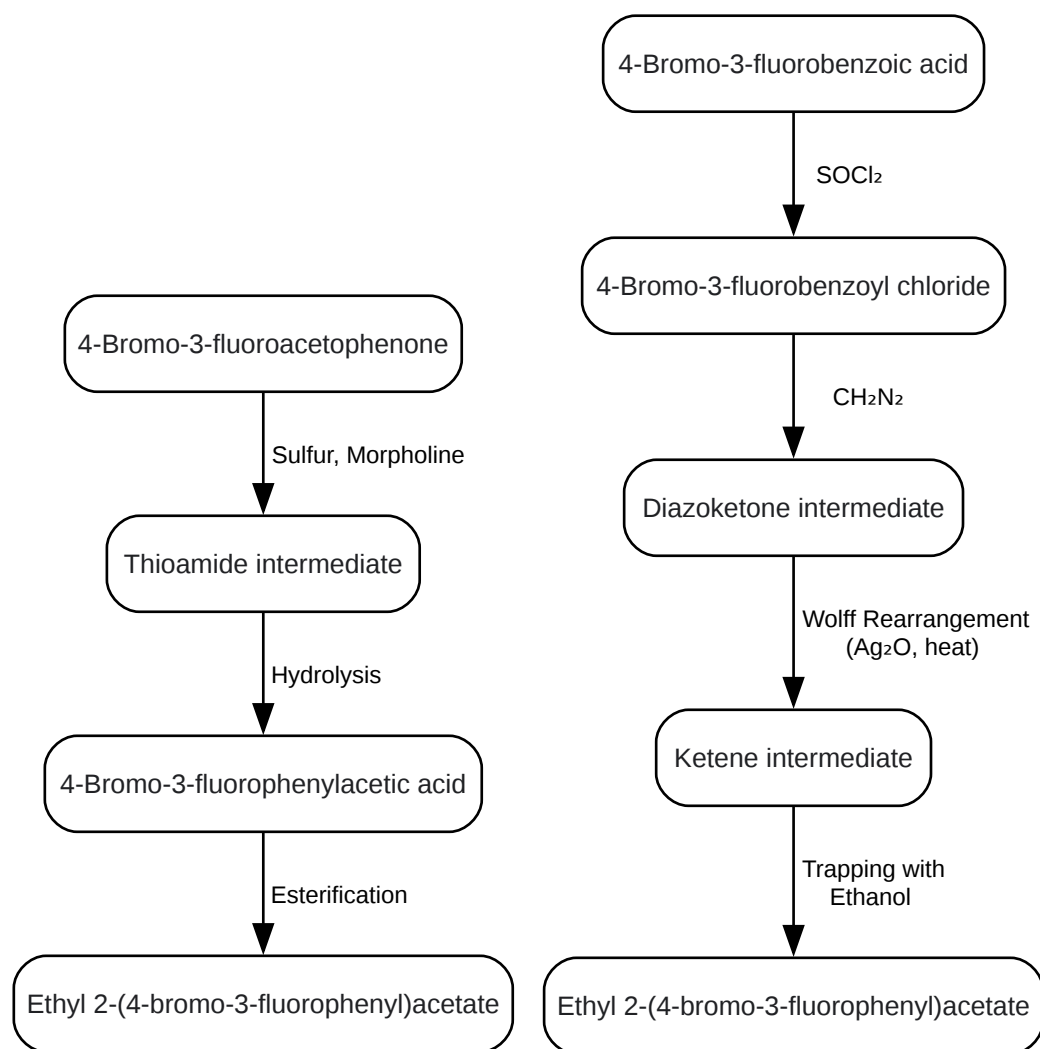 4-Bromo-3-fluoroacetophenone
Sulfur, Morpholine
Thioamide intermediate
Hydrolysis
4-Bromo-3-fluorophenylacetic acid
Esterification
Ethyl 2-(4-bromo-3-fluorophenyl)acetate
4-Bromo-3-fluorobenzoic acid
SOCl₂
4-Bromo-3-fluorobenzoyl chloride
CH₂N₂
Diazoketone intermediate
Wolff Rearrangement
(Ag₂O, heat)
Ketene intermediate
Trapping with
Ethanol
Ethyl 2-(4-bromo-3-fluorophenyl)acetate